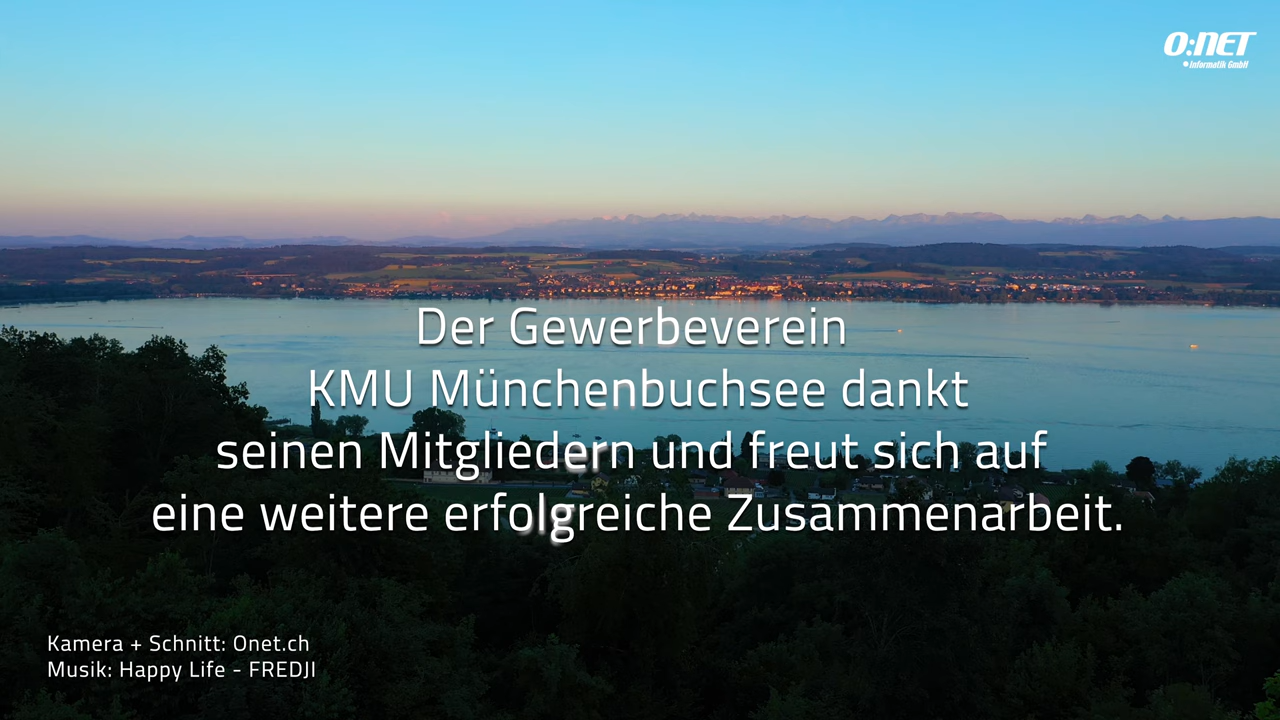 O:NET
Informatik GmbH
Der Gewerbeverein
KMU Münchenbuchsee dankt
seinen Mitgliedern und freut sich auf
eine weitere erfolgreiche Zusammenarbeit.
Kamera + Schnitt: Onet.ch
Musik: Happy Life - FREDJI